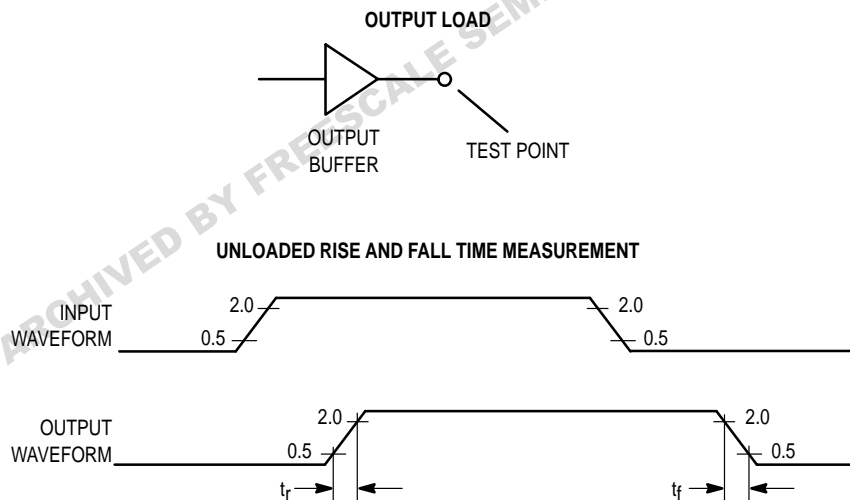 OUTPUT LOAD
OUTPUT
BUFFER
TEST POINT
ARCHIVED BY FREESCALE SEM
UNLOADED RISE AND FALL TIME MEASUREMENT
INPUT
WAVEFORM
2.0
0.5
2.0
0.5
OUTPUT
WAVEFORM
2.0
0.5
2.0
0.5
tr
tf